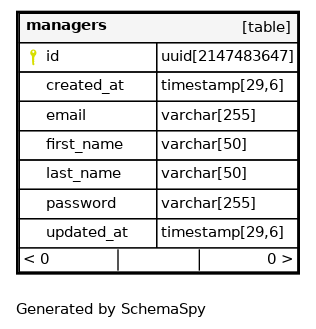 managers [table]
id uuid[2147483647]
created_at timestamp[29,6]
email varchar[255]
first_name varchar[50]
last_name varchar[50]
password varchar[255]
updated_at timestamp[29,6]
< 0 0 >
Generated by SchemaSpy